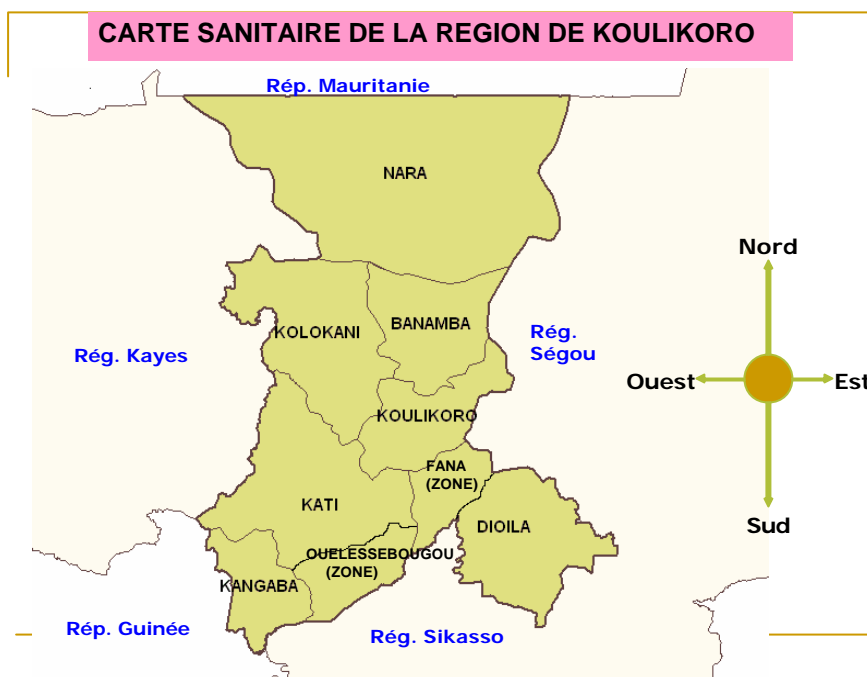 CARTE SANITAIRE DE LA REGION DE KOULIKORO
Rép. Mauritanie
NARA
Nord
KOLOKANI
BANAMBA
Rég.
Ségou
Rég. Kayes
Ouest
Est
KOULIKORO
FANA
(ZONE)
KATI
DIOILA
Sud
OUELESSEBOUGOU
(ZONE)
KANGABA
Rép. Guinée
Rég. Sikasso